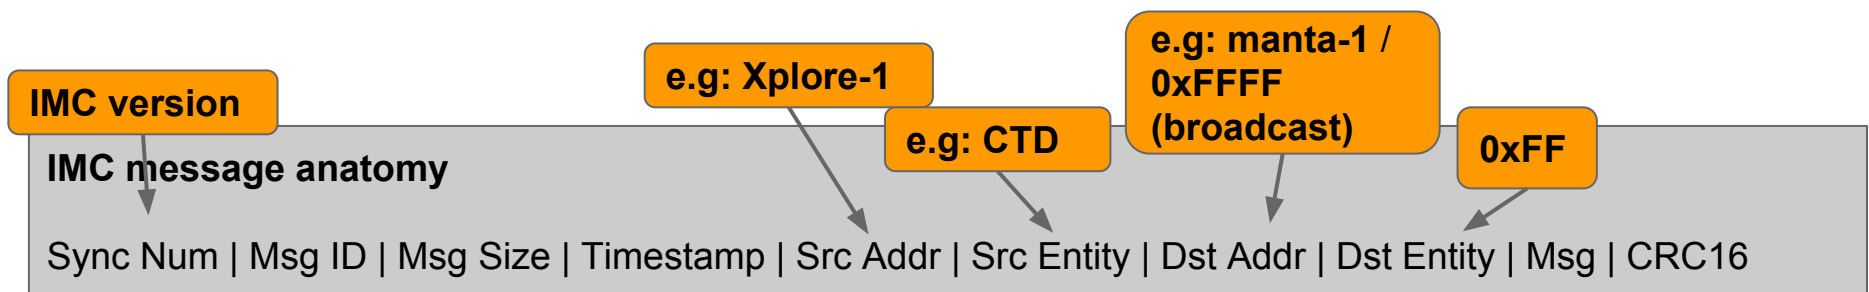 IMC version
e.g: Xplore-1
e.g: CTD
e.g: manta-1 /
0xFFFF
(broadcast)
0xFF
IMC message anatomy
Sync Num | Msg ID | Msg Size | Timestamp | Src Addr | Src Entity | Dst Addr | Dst Entity | Msg | CRC16